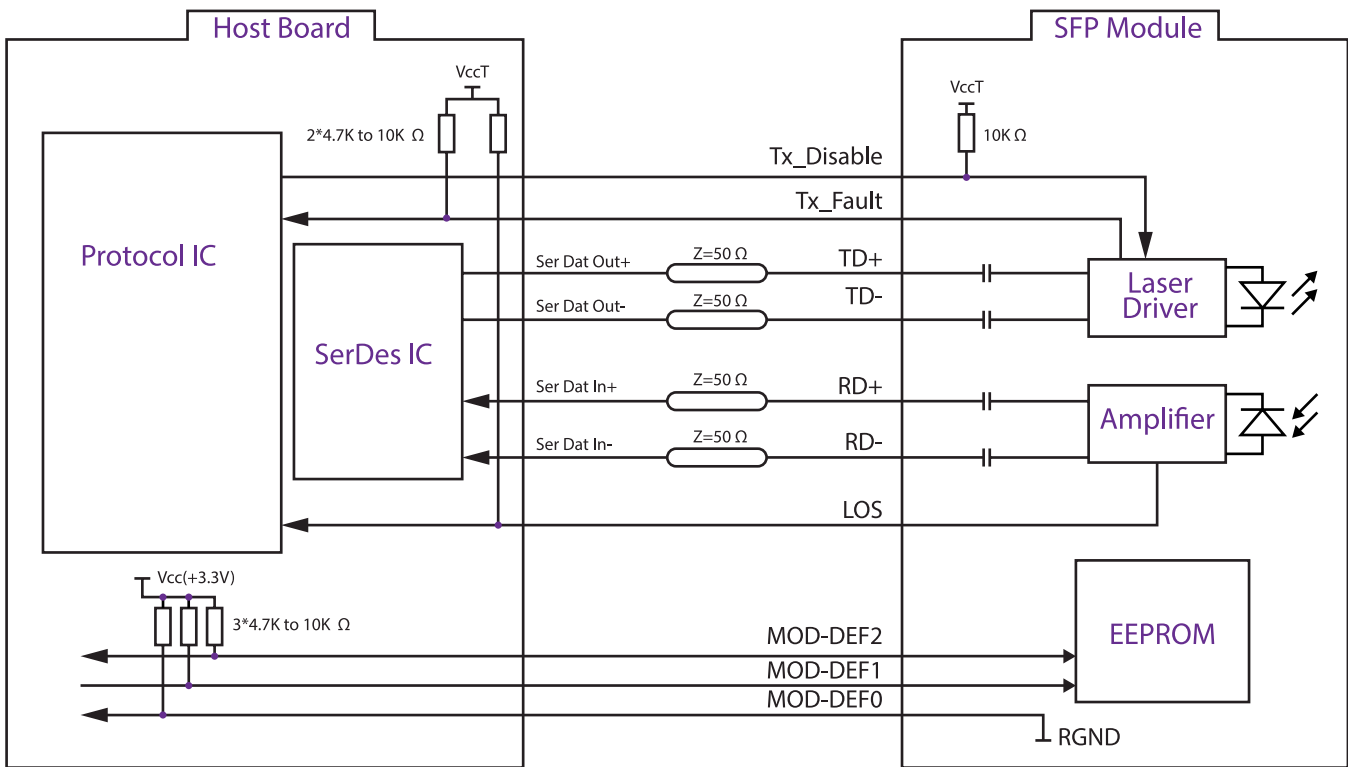 Host Board
SFP Module
VccT
VccT
2*4.7K to 10K Ω
10K Ω
Tx_Disable
Tx_Fault
Protocol IC
Ser Dat Out+
Z=50 Ω
TD+
Laser
Driver
Ser Dat Out-
Z=50 Ω
TD-
SerDes IC
Ser Dat In+
Z=50 Ω
RD+
Amplifier
Ser Dat In-
Z=50 Ω
RD-
LOS
Vcc(+3.3V)
3*4.7K to 10K Ω
MOD-DEF2
EEPROM
MOD-DEF1
MOD-DEF0
RGND